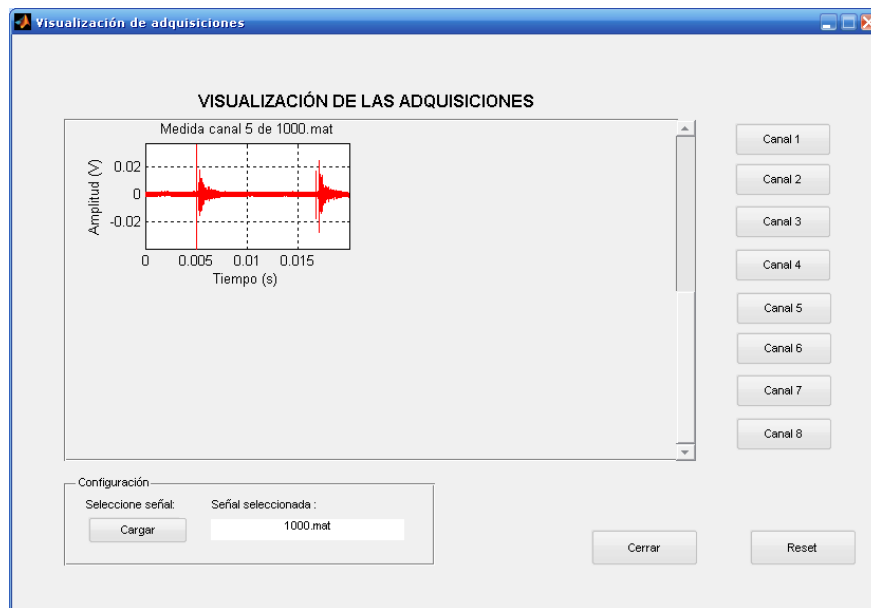 Visualización de adquisiciones
VISUALIZACIÓN DE LAS ADQUISICIONES
Medida canal 5 de 1000.mat
Amplitud (V)
0.02
0
-0.02
0
0.005
0.01
0.015
Tiempo (s)
Canal 1
Canal 2
Canal 3
Canal 4
Canal 5
Canal 6
Canal 7
Canal 8
Configuración
Seleccione señal:
Señal seleccionada :
Cargar
1000.mat
Cerrar
Reset